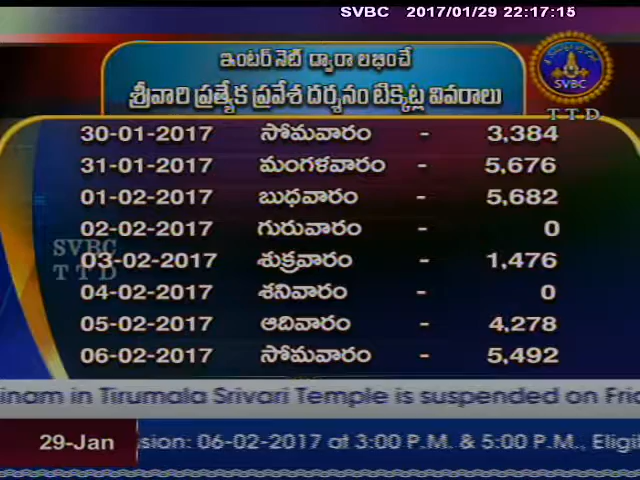 SVBC 2017/01/29 22:17:15
ఇంటర్ నెట్ ద్వారా లభించే
శ్రీవారి ప్రత్యేక ప్రవేశ దర్శనం టిక్కెట్ల వివరాలు
SVBC
T T D
30-01-2017 సోమవారం - 3,384
31-01-2017 మంగళవారం - 5,676
01-02-2017 బుధవారం - 5,682
02-02-2017 గురువారం - 0
SVBC
03-02-2017 శుక్రవారం - 1,476
T T D
04-02-2017 శనివారం - 0
05-02-2017 ఆదివారం - 4,278
06-02-2017 సోమవారం - 5,492
inam in Tirumala Srivari Temple is suspended on Frid
29-Jan sion: 06-02-2017 at 3:00 P.M. & 5:00 P.M., Eligib